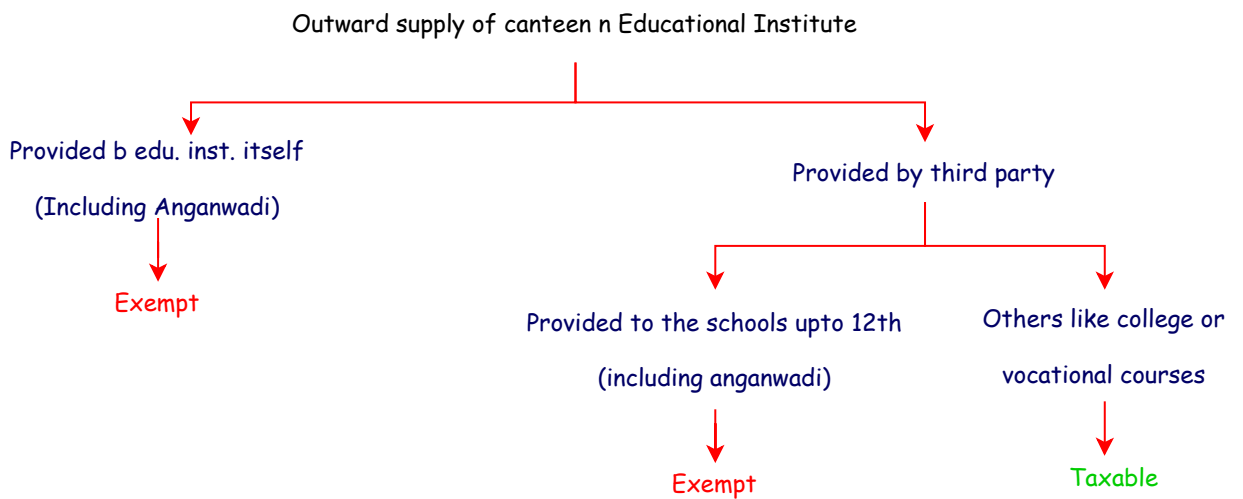 Outward supply of canteen n Educational Institute
Provided b edu. inst. itself
(Including Anganwadi)
Exempt
Provided by third party
Provided to the schools upto 12th
(including anganwadi)
Exempt
Others like college or
vocational courses
Taxable